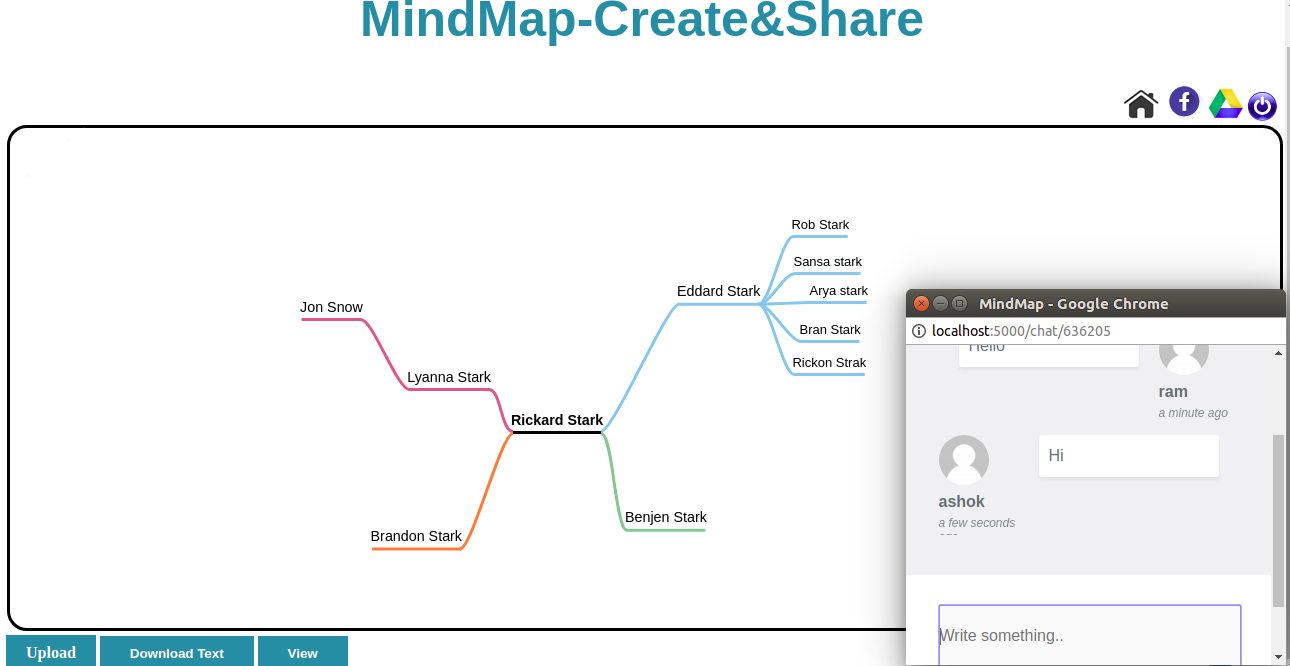 MindMap-Create&Share
Rob Stark
Sansa stark
Eddard Stark
Arya stark
Jon Snow
Bran Stark
Rickon Strak
Lyanna Stark
Rickard Stark
Benjen Stark
Brandon Stark
MindMap - Google Chrome
localhost:5000/chat/636205
Hello
ram
a minute ago
Hi
ashok
a few seconds
ago
Write something..
Upload
Download Text
View